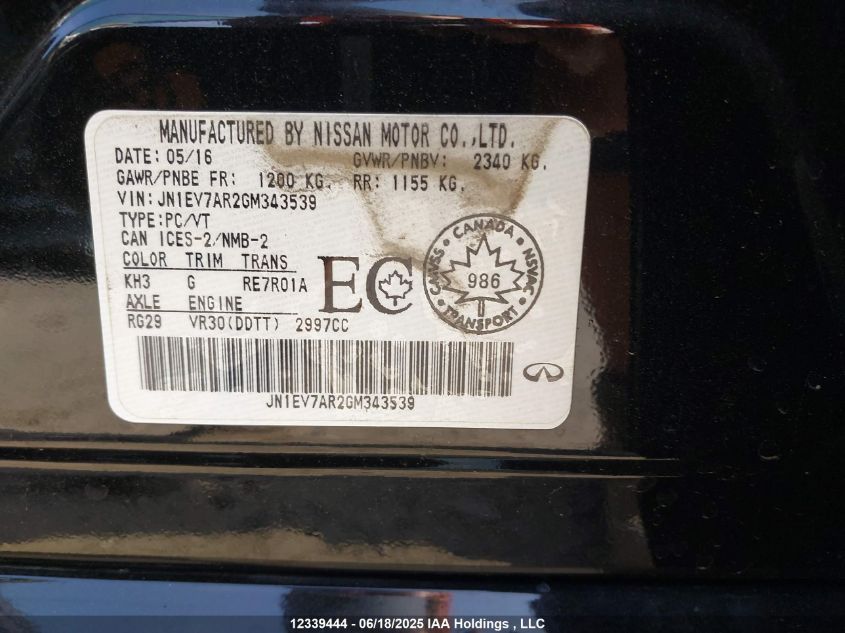 MANUFACTURED BY NISSAN MOTOR CO.,LTD.
DATE: 05/16 GVWR/PNBV: 2340 KG.
GAWR/PNBE FR: 1200 KG. RR: 1155 KG.
VIN: JN1EV7AR2GM343539
TYPE:PC/VT
CAN ICES-2/NMB-2
COLOR TRIM TRANS
KH3 G RE7R01A
AXLE ENGINE
RG29 VR30(DDTT) 2997CC
EC
CANADA
CMVSS 986 NSVAC
TRANSPORT
JN1EV7AR2GM343539
12339444 - 06/18/2025 IAA Holdings , LLC